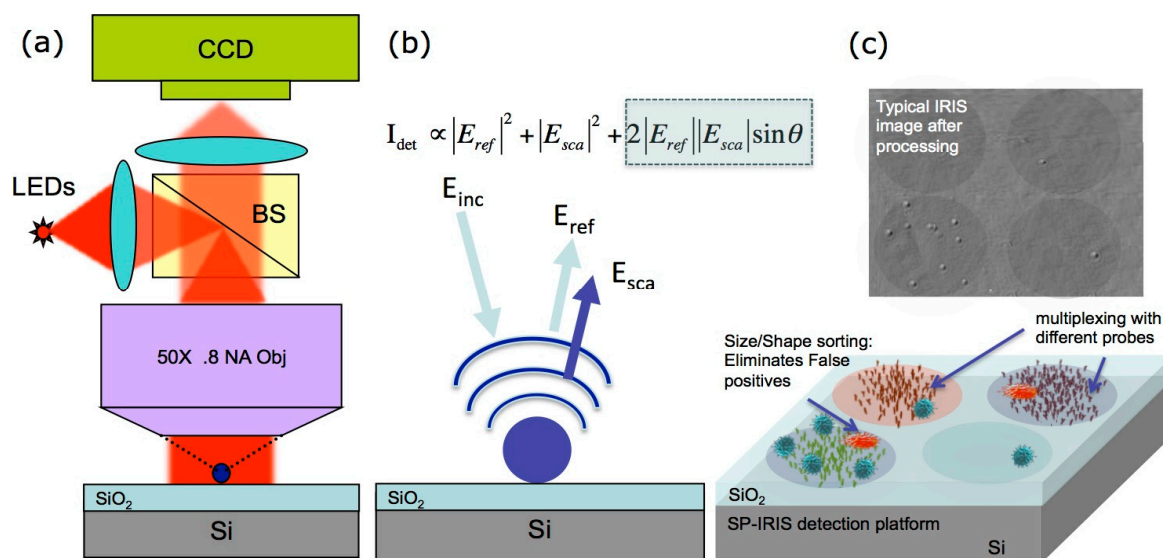 (a)
CCD
LEDs
BS
50X .8 NA Obj
SiO₂
Si
(b)
I_det ∝ |E_ref|² + |E_sca|² + 2|E_ref||E_sca| sin θ
E_inc
E_ref
E_sca
SiO₂
Si
(c)
Typical IRIS
image after
processing
multiplexing with
different probes
Size/Shape sorting:
Eliminates False
positives
SiO₂
SP-IRIS detection platform
Si